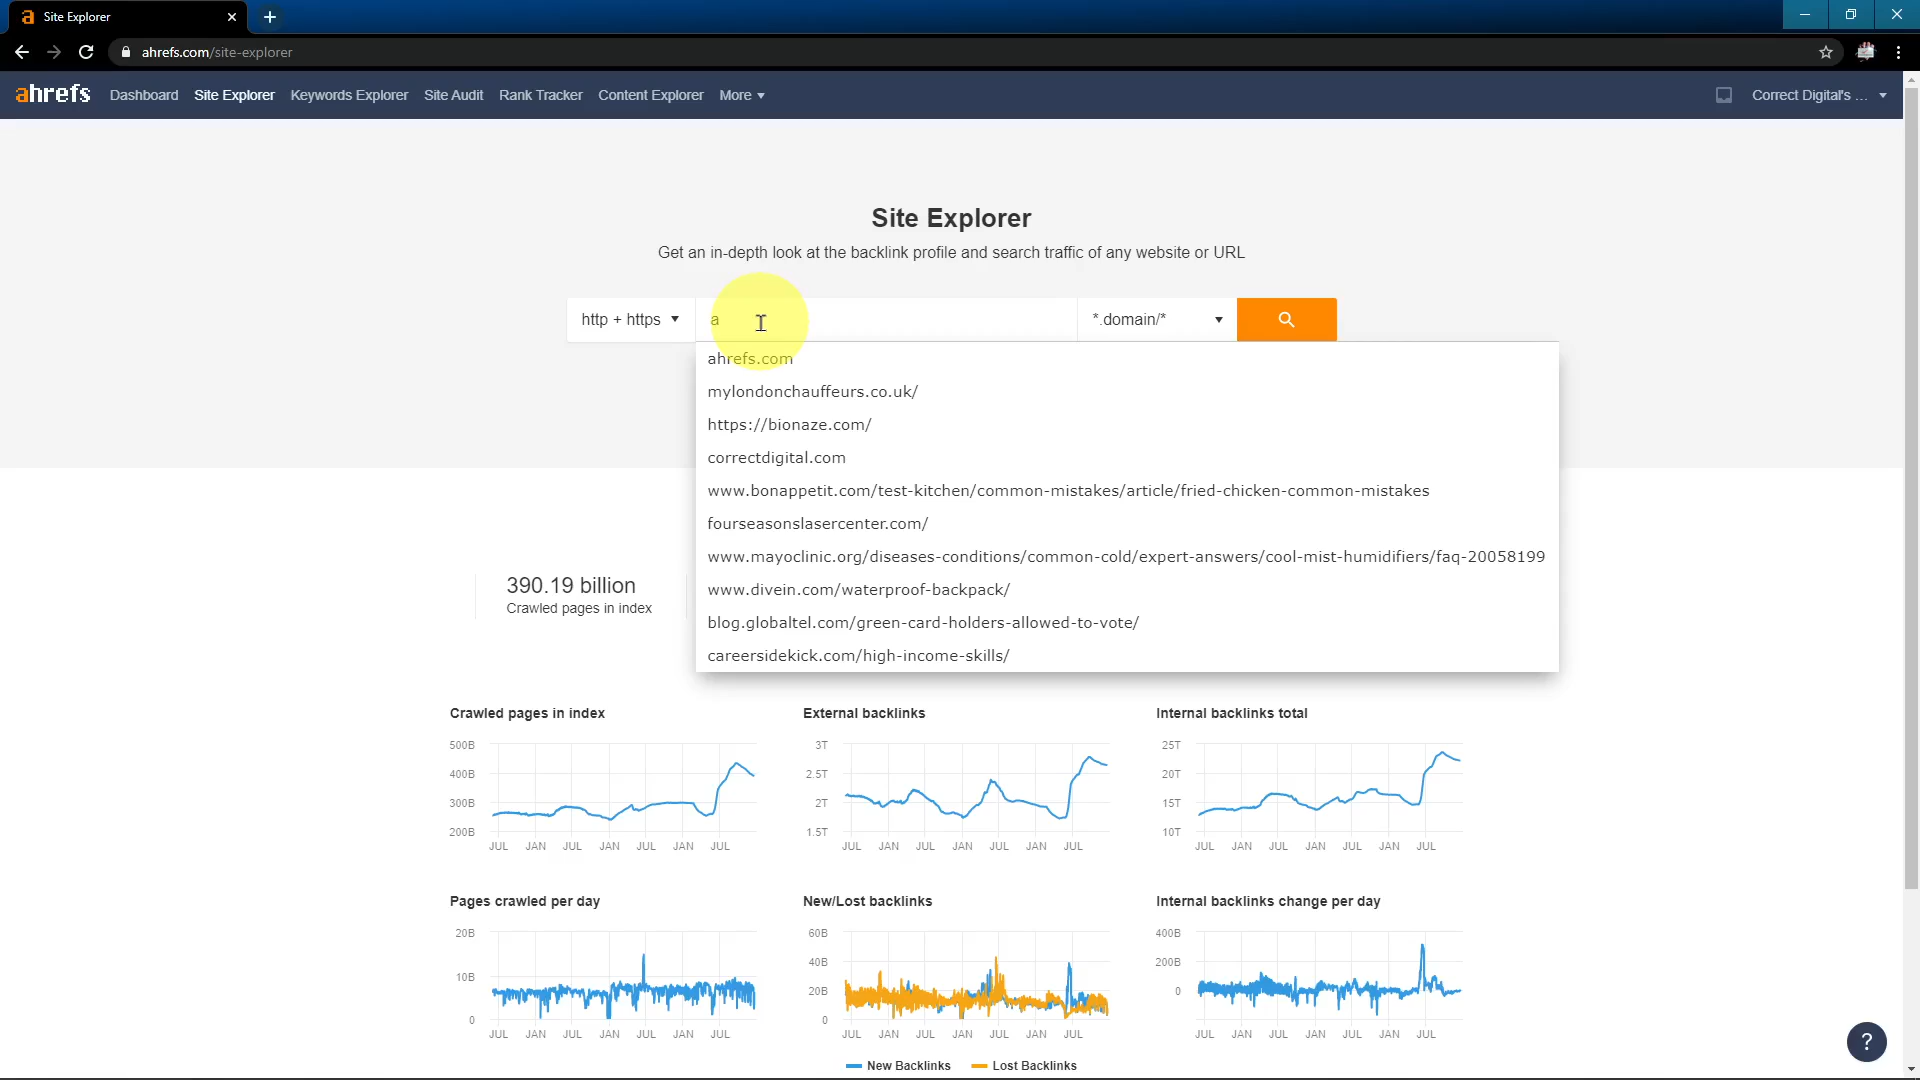 Site Explorer
ahrefs.com/site-explorer
ahrefs Dashboard Site Explorer Keywords Explorer Site Audit Rank Tracker Content Explorer More Correct Digital's ...
Site Explorer
Get an in-depth look at the backlink profile and search traffic of any website or URL
http + https a *.domain/*
ahrefs.com
mylondonchauffeurs.co.uk/
https://bionaze.com/
correctdigital.com
www.bonappetit.com/test-kitchen/common-mistakes/article/fried-chicken-common-mistakes
fourseasonslasercenter.com/
www.mayoclinic.org/diseases-conditions/common-cold/expert-answers/cool-mist-humidifiers/faq-20058199
www.divein.com/waterproof-backpack/
blog.globaltel.com/green-card-holders-allowed-to-vote/
careersidekick.com/high-income-skills/
390.19 billion
Crawled pages in index
Crawled pages in index
500B
400B
300B
200B
JUL JAN JUL JAN JUL JAN JUL
External backlinks
3T
2.5T
2T
1.5T
JUL JAN JUL JAN JUL JAN JUL
Internal backlinks total
25T
20T
15T
10T
JUL JAN JUL JAN JUL JAN JUL
Pages crawled per day
20B
10B
0
JUL JAN JUL JAN JUL JAN JUL
New/Lost backlinks
60B
40B
20B
0
JUL JAN JUL JAN JUL JAN JUL
New Backlinks Lost Backlinks
Internal backlinks change per day
400B
200B
0
JUL JAN JUL JAN JUL JAN JUL
?